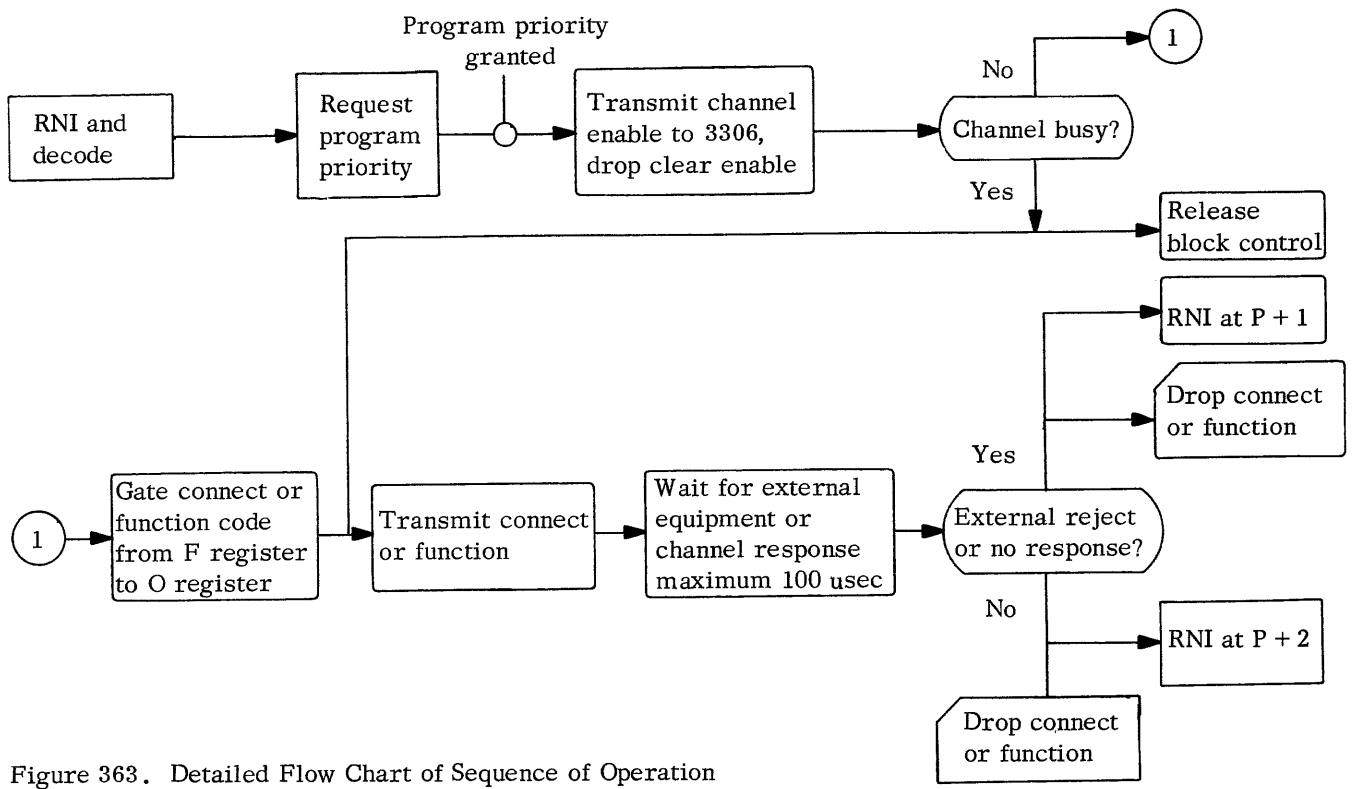 Program priority
granted
1
No
RNI and
decode
Request
program
priority
Transmit channel
enable to 3306,
drop clear enable
Channel busy?
Yes
Release
block control
RNI at P + 1
Drop connect
or function
Yes
1
Gate connect or
function code
from F register
to O register
Transmit connect
or function
Wait for external
equipment or
channel response
maximum 100 usec
External reject
or no response?
No
RNI at P + 2
Drop connect
or function
Figure 363. Detailed Flow Chart of Sequence of Operation